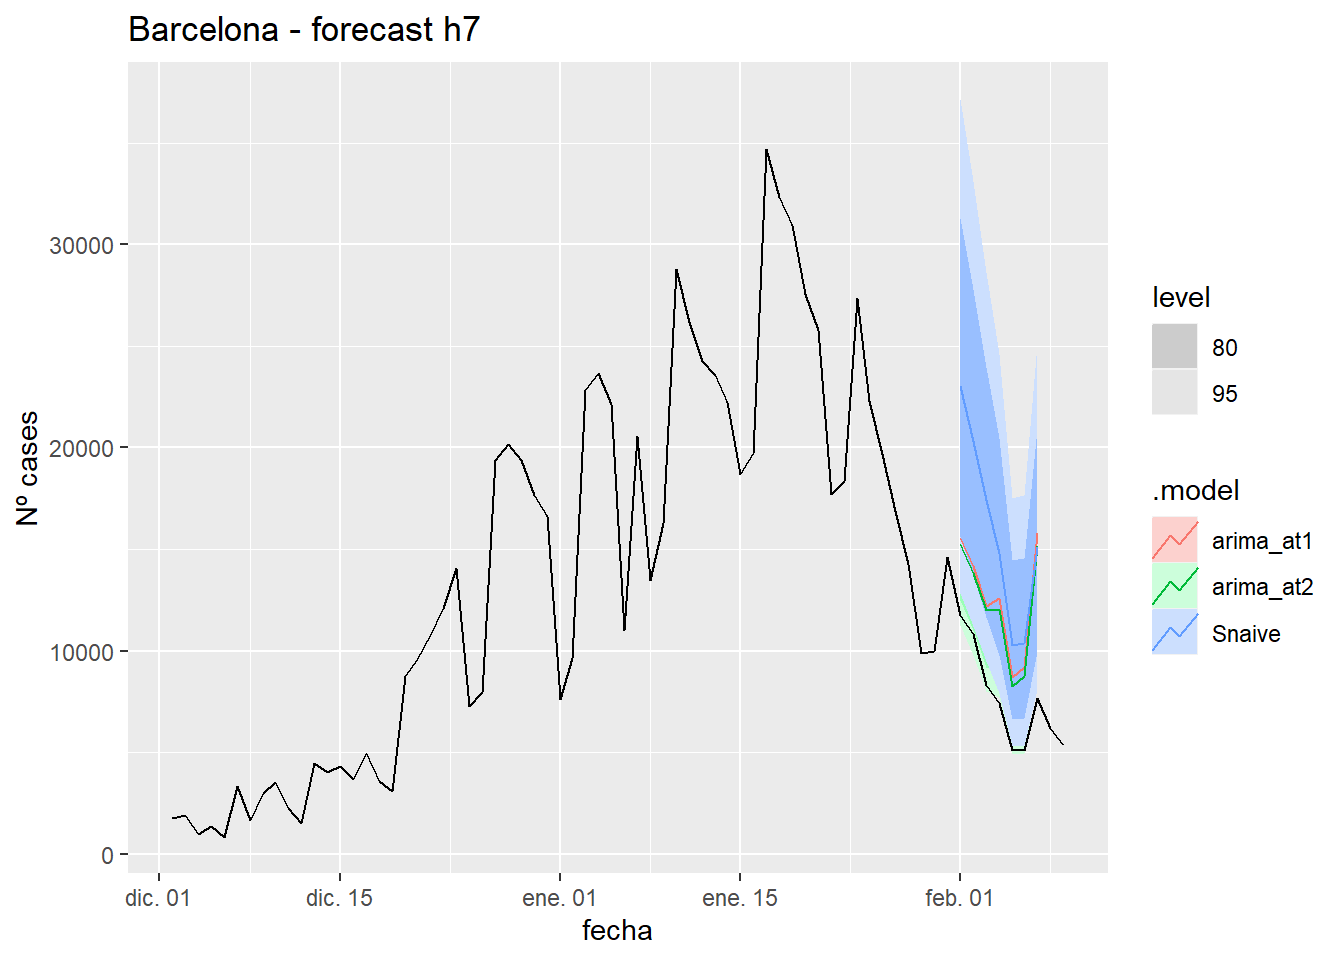 Barcelona - forecast h7
Nº cases
30000
20000
10000
0
dic. 01
dic. 15
ene. 01
ene. 15
feb. 01
fecha
level
80
95
.model
arima_at1
arima_at2
Snaive